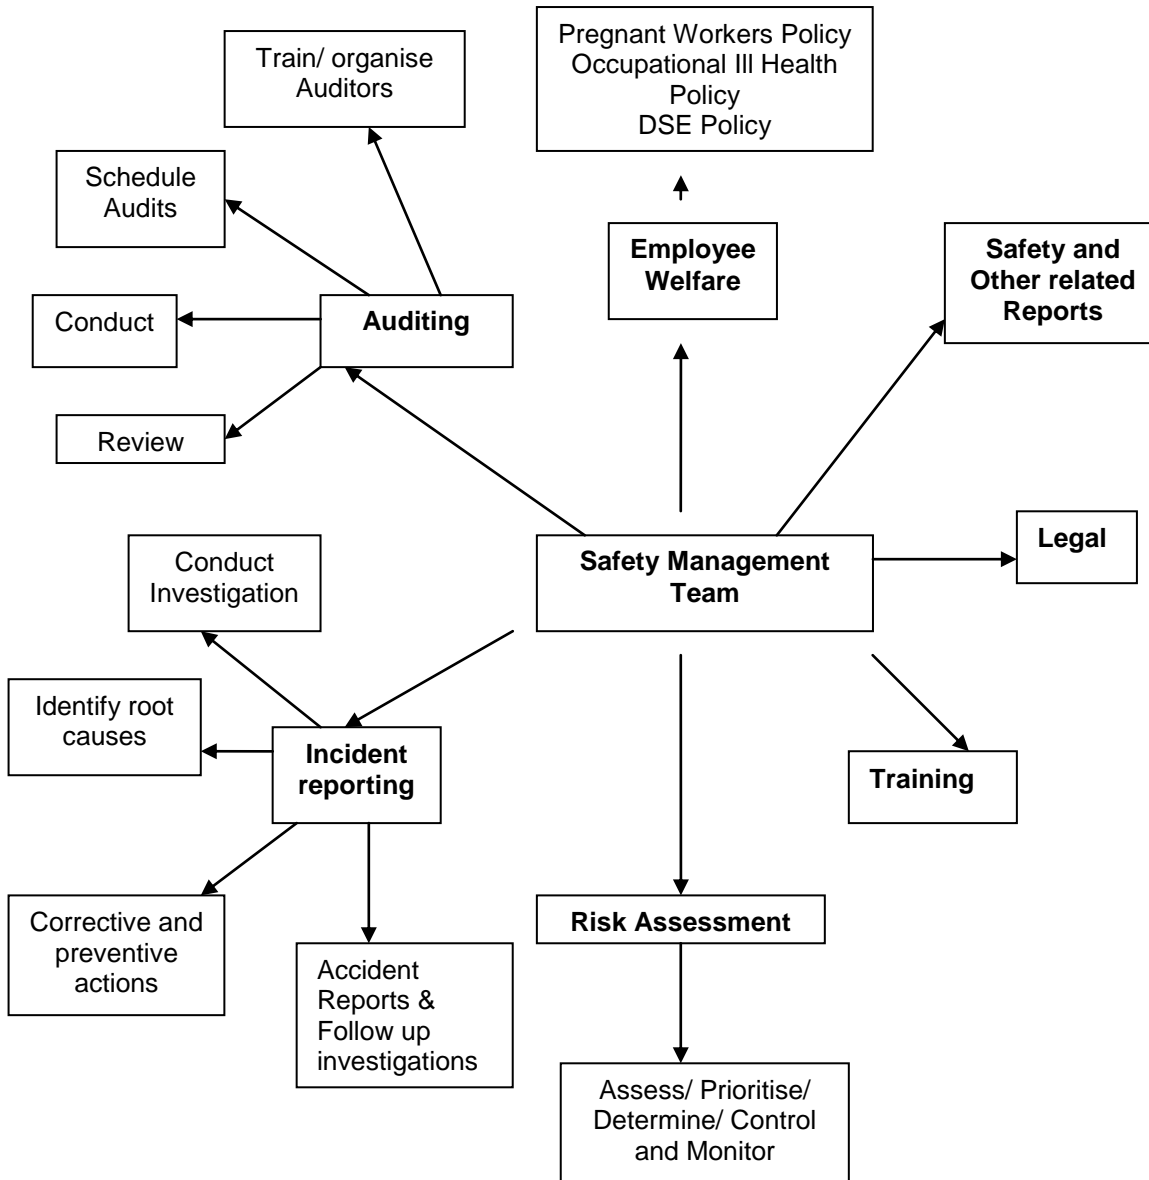 Pregnant Workers Policy
Occupational Ill Health
Policy
DSE Policy
Train/ organise
Auditors
Schedule
Audits
Employee
Welfare
Safety and
Other related
Reports
Conduct
Auditing
Review
Conduct
Investigation
Safety Management
Team
Legal
Identify root
causes
Incident
reporting
Training
Corrective and
preventive
actions
Accident
Reports &
Follow up
investigations
Risk Assessment
Assess/ Prioritise/
Determine/ Control
and Monitor